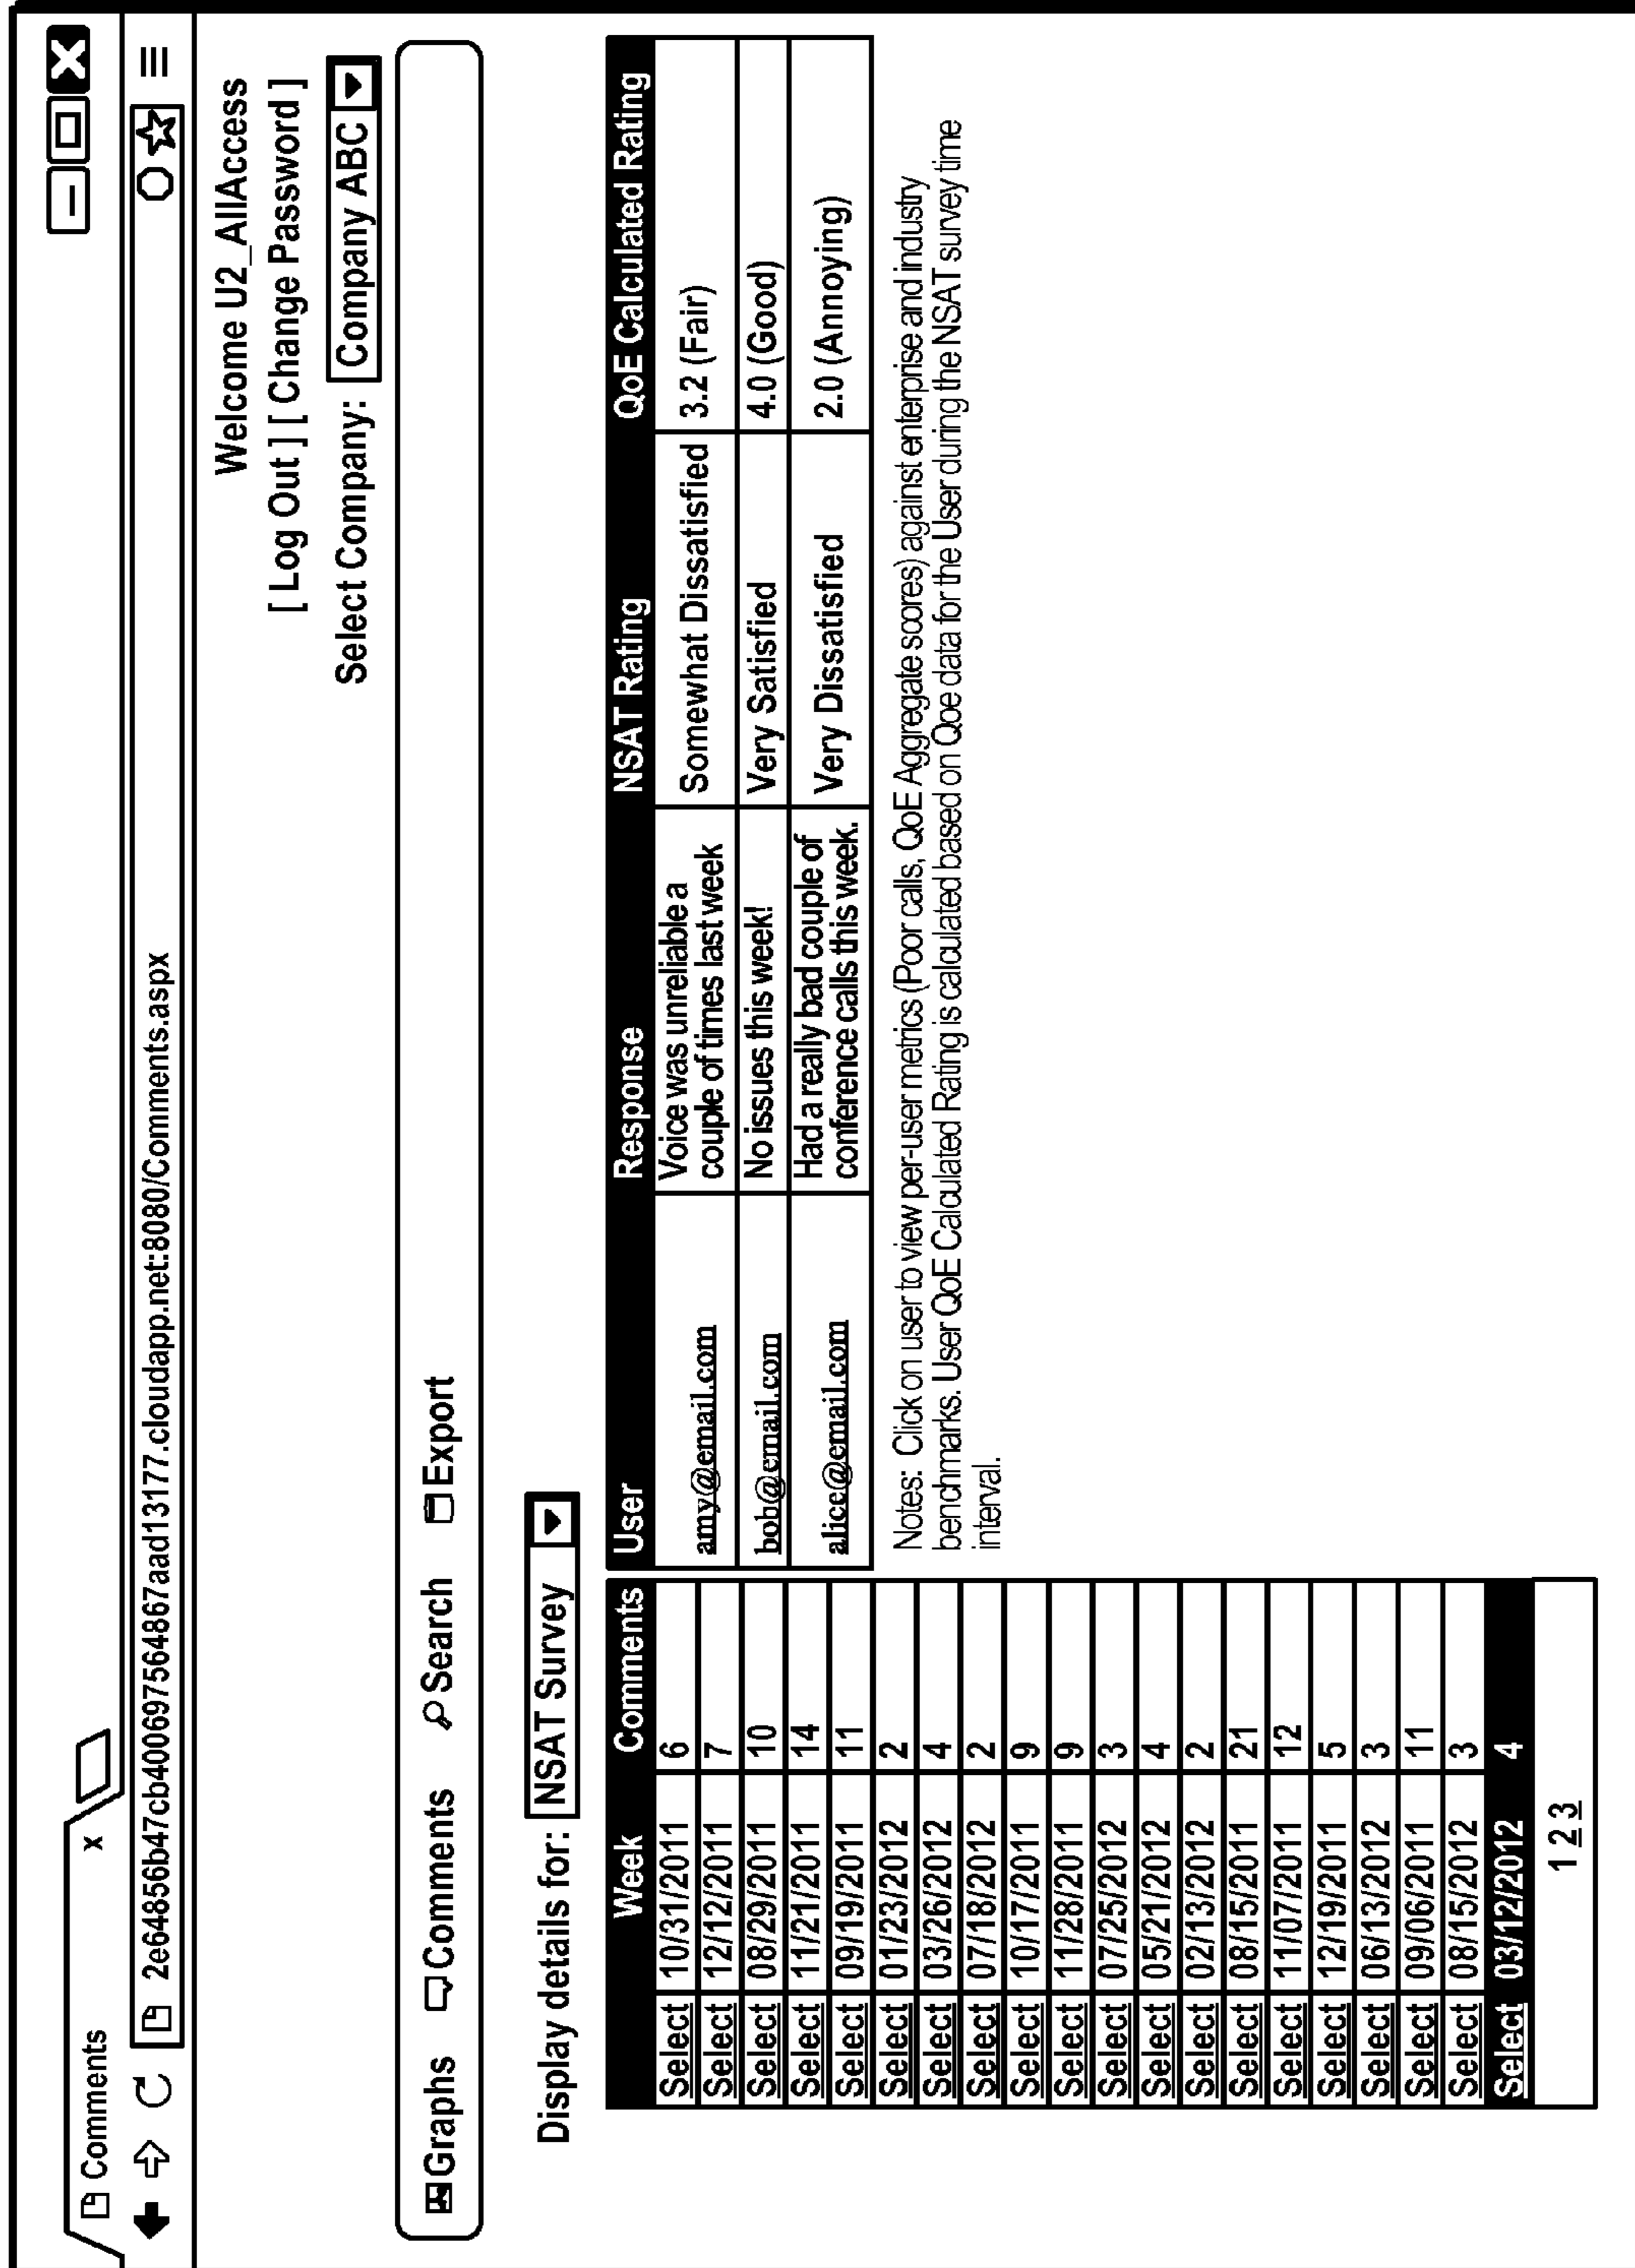 Comments x
2e64856b47cb4006975648​67aad13177.cloudapp.net:8080/Comments.aspx
Welcome U2_AllAccess
[ Log Out ] [ Change Password ]
Select Company: Company ABC
Graphs Comments Search Export
Display details for: NSAT Survey
Week Comments
Select 10/31/2011 6
Select 12/12/2011 7
Select 08/29/2011 10
Select 11/21/2011 14
Select 09/19/2011 11
Select 01/23/2012 2
Select 03/26/2012 4
Select 07/18/2012 2
Select 10/17/2011 9
Select 11/28/2011 9
Select 07/25/2012 3
Select 05/21/2012 4
Select 02/13/2012 2
Select 08/15/2011 21
Select 11/07/2011 12
Select 12/19/2011 5
Select 06/13/2012 3
Select 09/06/2011 11
Select 08/15/2012 3
Select 03/12/2012 4
1 2 3
User Response NSAT Rating QoE Calculated Rating
amy@email.com Voice was unreliable a Somewhat Dissatisfied 3.2 (Fair)
couple of times last week
bob@email.com No issues this week! Very Satisfied 4.0 (Good)
alice@email.com Had a really bad couple of Very Dissatisfied 2.0 (Annoying)
conference calls this week.
Notes: Click on user to view per-user metrics (Poor calls, QoE Aggregate scores) against enterprise and industry
benchmarks. User QoE Calculated Rating is calculated based on Qoe data for the User during the NSAT survey time
interval.